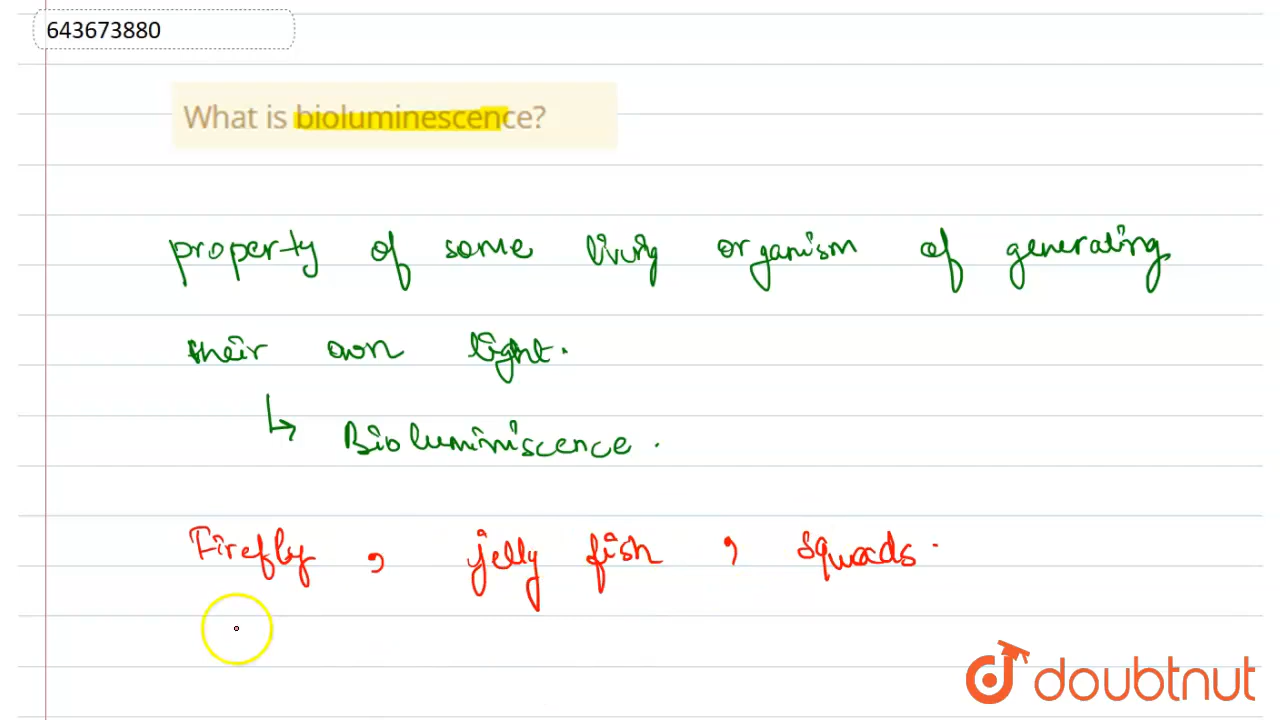 643673880
What is bioluminescence?
property of some living organism of generating
their own light.
↳ Bioluminiscence.
Firefly, jelly fish, squads.
doubtnut